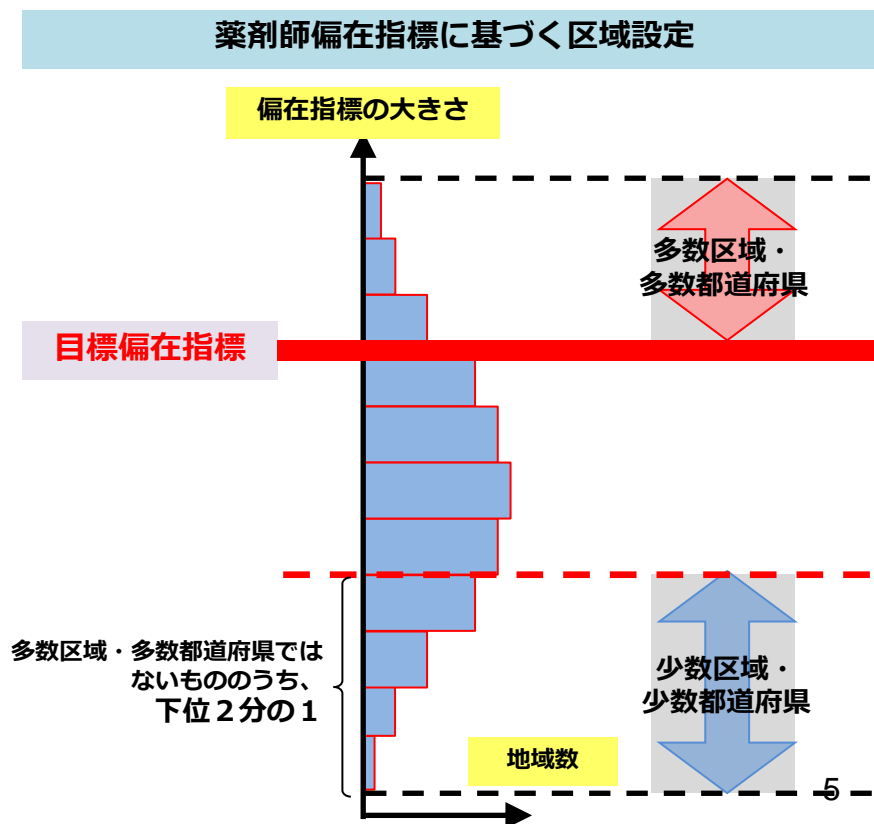 薬剤師偏在指標に基づく区域設定
偏在指標の大きさ
多数区域・
多数都道府県
目標偏在指標
多数区域・多数都道府県では
ないもののうち、
下位２分の１
少数区域・
少数都道府県
地域数
5